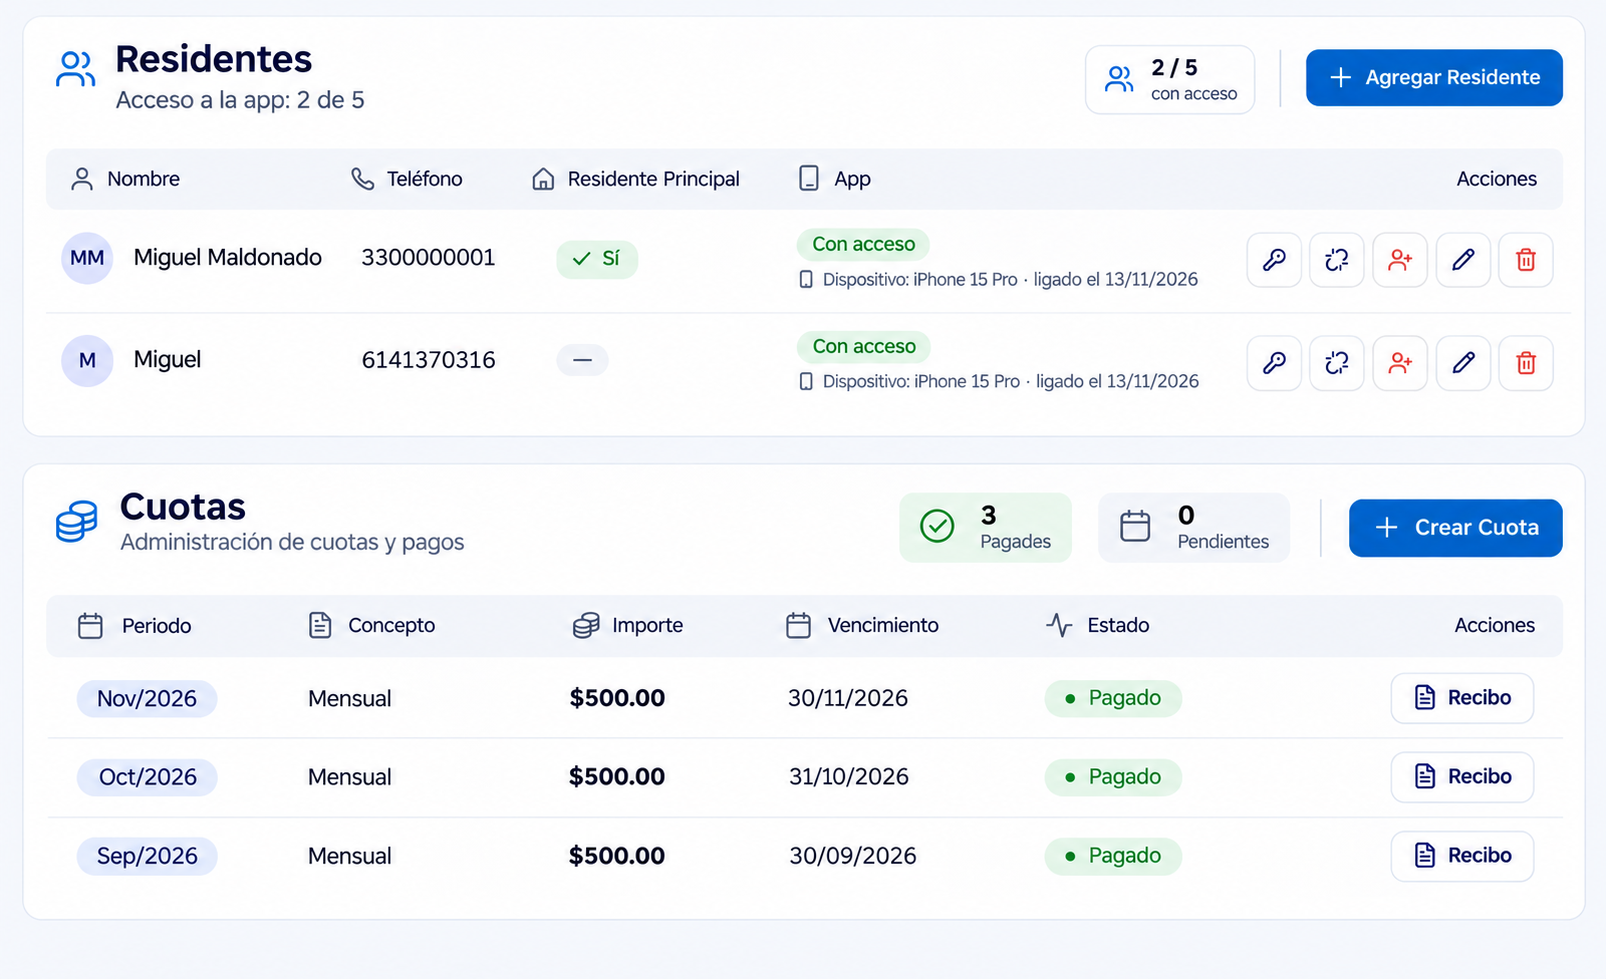 Residentes
Acceso a la app: 2 de 5
2 / 5
con acceso
+ Agregar Residente
Nombre Teléfono Residente Principal App Acciones
MM Miguel Maldonado 3300000001 Sí Con acceso
Dispositivo: iPhone 15 Pro · ligado el 13/11/2026
M Miguel 6141370316 — Con acceso
Dispositivo: iPhone 15 Pro · ligado el 13/11/2026
Cuotas
Administración de cuotas y pagos
3
Pagades
0
Pendientes
+ Crear Cuota
Periodo Concepto Importe Vencimiento Estado Acciones
Nov/2026 Mensual $500.00 30/11/2026 Pagado Recibo
Oct/2026 Mensual $500.00 31/10/2026 Pagado Recibo
Sep/2026 Mensual $500.00 30/09/2026 Pagado Recibo